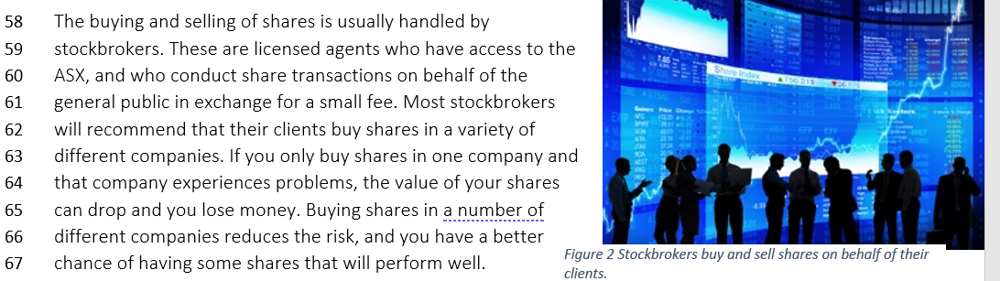 58 The buying and selling of shares is usually handled by
59 stockbrokers. These are licensed agents who have access to the
60 ASX, and who conduct share transactions on behalf of the
61 general public in exchange for a small fee. Most stockbrokers
62 will recommend that their clients buy shares in a variety of
63 different companies. If you only buy shares in one company and
64 that company experiences problems, the value of your shares
65 can drop and you lose money. Buying shares in a number of
66 different companies reduces the risk, and you have a better
67 chance of having some shares that will perform well.
Share Index
Gainers Price Change
Figure 2 Stockbrokers buy and sell shares on behalf of their
clients.